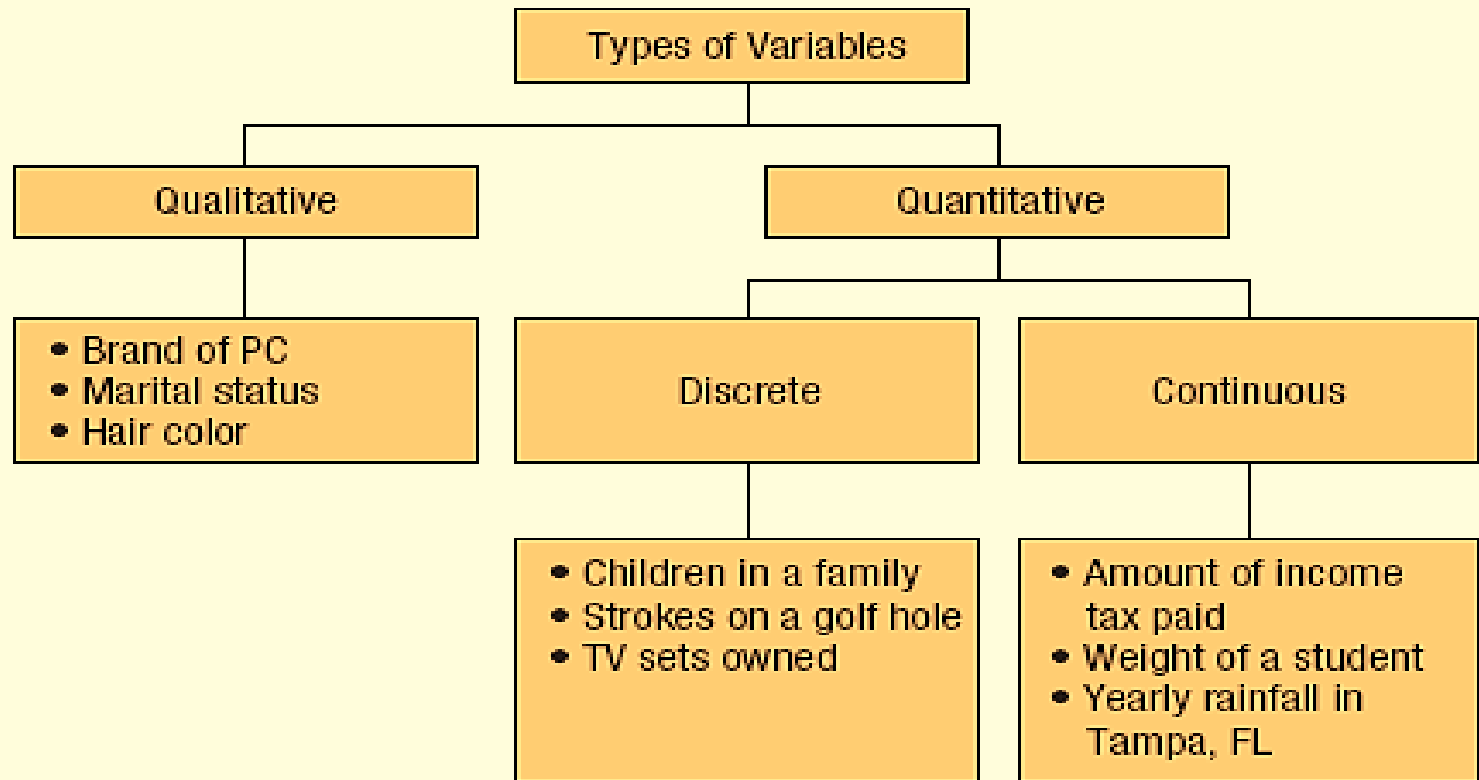 Types of Variables
Qualitative
Quantitative
• Brand of PC
• Marital status
• Hair color
Discrete
Continuous
• Children in a family
• Strokes on a golf hole
• TV sets owned
• Amount of income
tax paid
• Weight of a student
• Yearly rainfall in
Tampa, FL